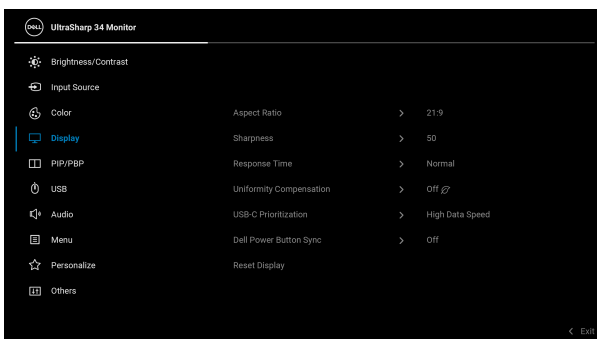 DELL UltraSharp 34 Monitor
Brightness/Contrast
Input Source
Color Aspect Ratio > 21:9
Display Sharpness > 50
PIP/PBP Response Time > Normal
USB Uniformity Compensation > Off
Audio USB-C Prioritization > High Data Speed
Menu Dell Power Button Sync > Off
Personalize Reset Display
Others
< Exit